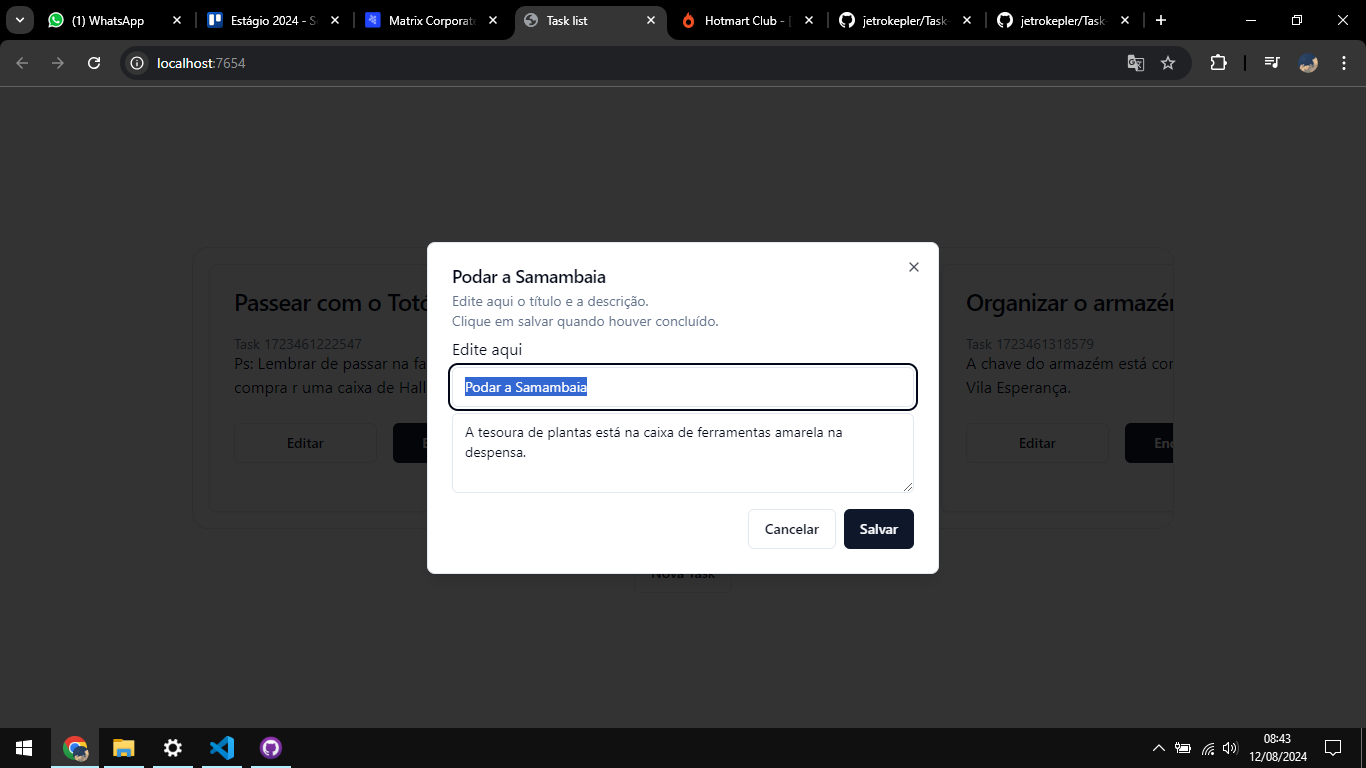 (1) WhatsApp
Estágio 2024 - S
Matrix Corporat
Task list
Hotmart Club -
jetrokepler/Task
jetrokepler/Task
localhost:7654
Passear com o Totó
Task 1723461222547
Ps: Lembrar de passar na fa
compra r uma caixa de Hall
Editar
Organizar o armazém
Task 1723461318579
A chave do armazém está co
Vila Esperança.
Editar
Enc
Podar a Samambaia
Edite aqui o título e a descrição.
Clique em salvar quando houver concluído.
Edite aqui
Podar a Samambaia
A tesoura de plantas está na caixa de ferramentas amarela na
despensa.
Cancelar
Salvar
Nova Task
08:43
12/08/2024